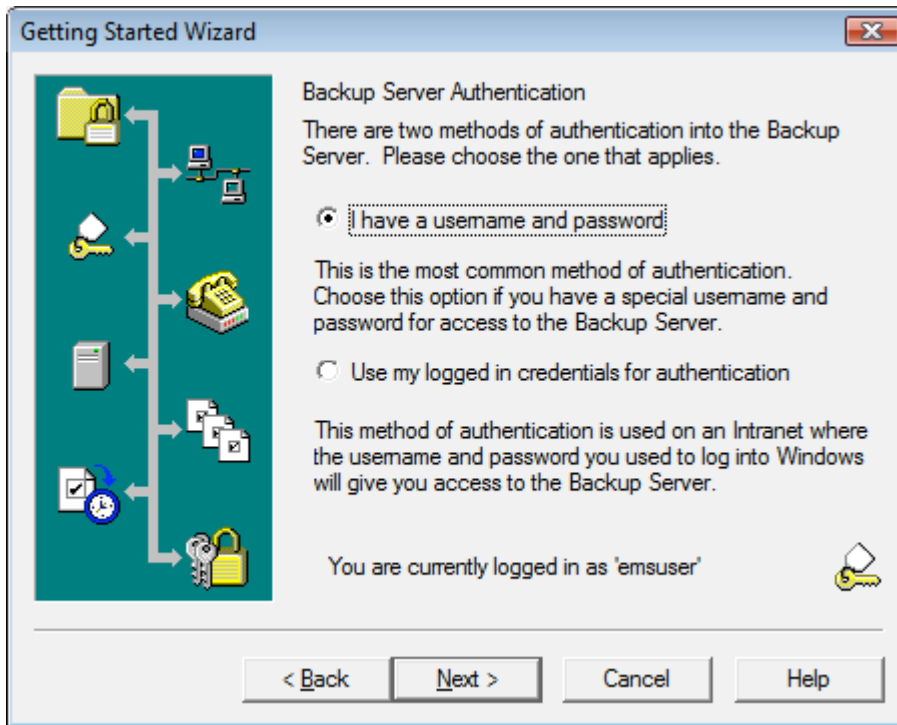 Getting Started Wizard
Backup Server Authentication
There are two methods of authentication into the Backup
Server. Please choose the one that applies.
I have a username and password
This is the most common method of authentication.
Choose this option if you have a special username and
password for access to the Backup Server.
Use my logged in credentials for authentication
This method of authentication is used on an Intranet where
the username and password you used to log into Windows
will give you access to the Backup Server.
You are currently logged in as 'emsuser'
< Back
Next >
Cancel
Help